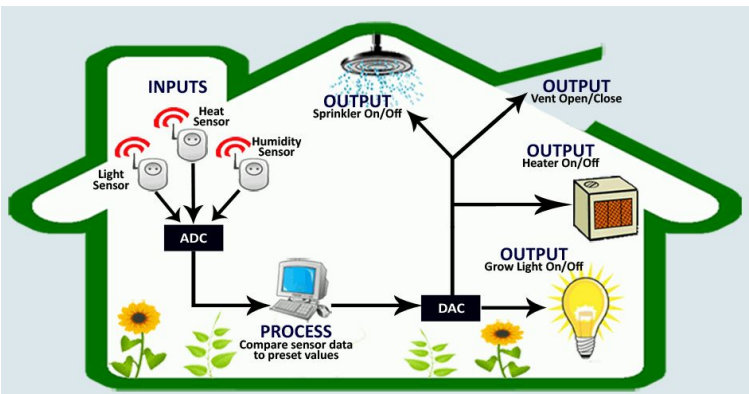 INPUTS
Heat
Sensor
Humidity
Sensor
Light
Sensor
ADC
PROCESS
Compare sensor data
to preset values
DAC
OUTPUT
Sprinkler On/Off
OUTPUT
Vent Open/Close
OUTPUT
Heater On/Off
OUTPUT
Grow Light On/Off